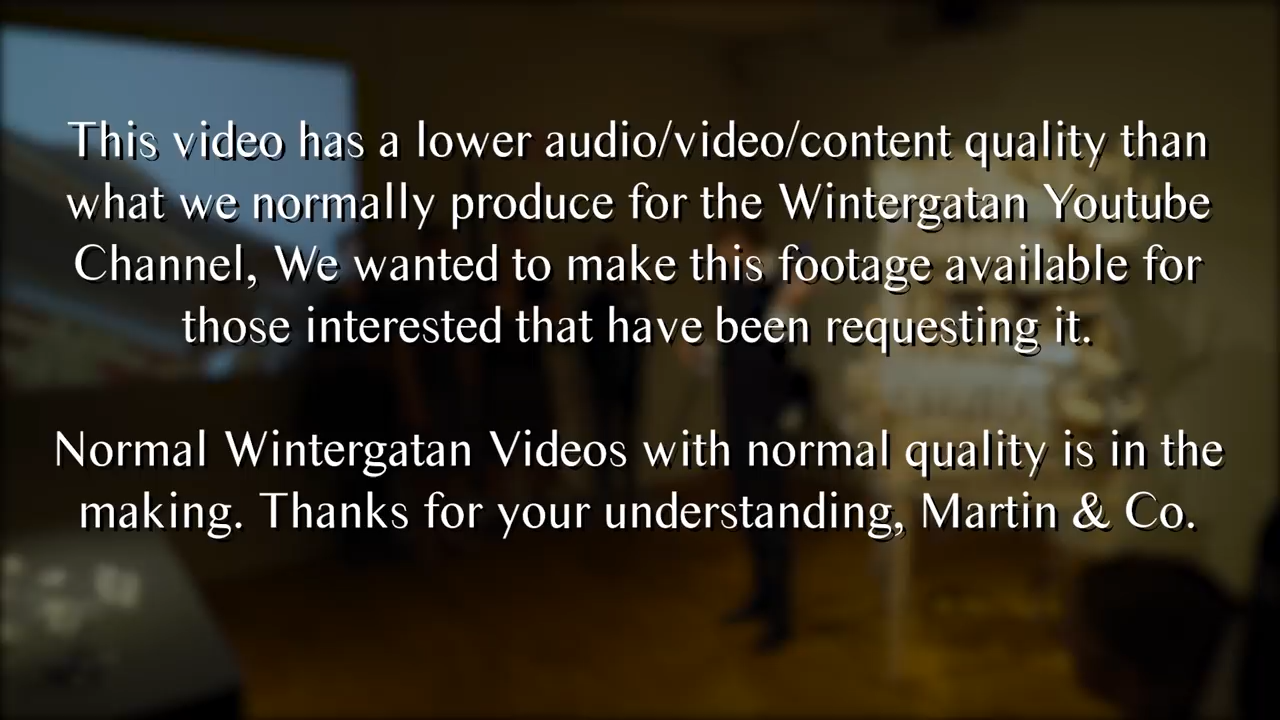 This video has a lower audio/video/content quality than
what we normally produce for the Wintergatan Youtube
Channel, We wanted to make this footage available for
those interested that have been requesting it.
Normal Wintergatan Videos with normal quality is in the
making. Thanks for your understanding, Martin & Co.